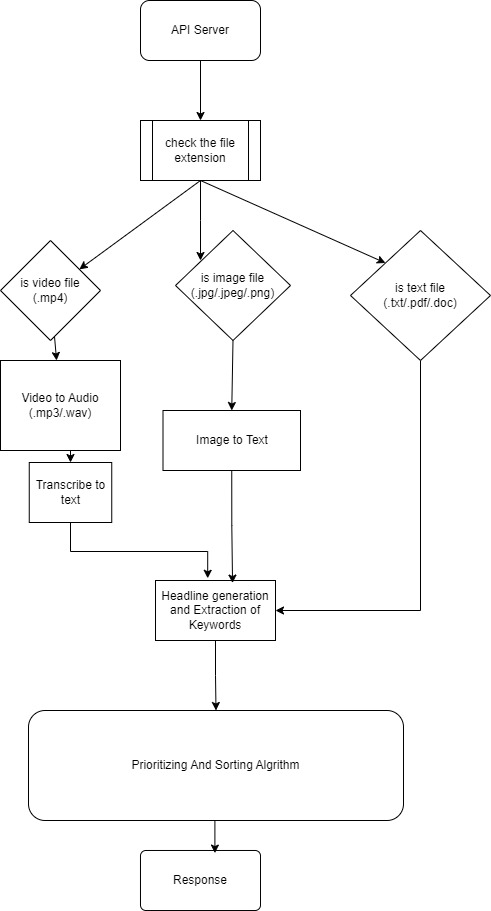 API Server
check the file
extension
is video file
(.mp4)
is image file
(.jpg/.jpeg/.png)
is text file
(.txt/.pdf/.doc)
Video to Audio
(.mp3/.wav)
Image to Text
Transcribe to
text
Headline generation
and Extraction of
Keywords
Prioritizing And Sorting Algrithm
Response